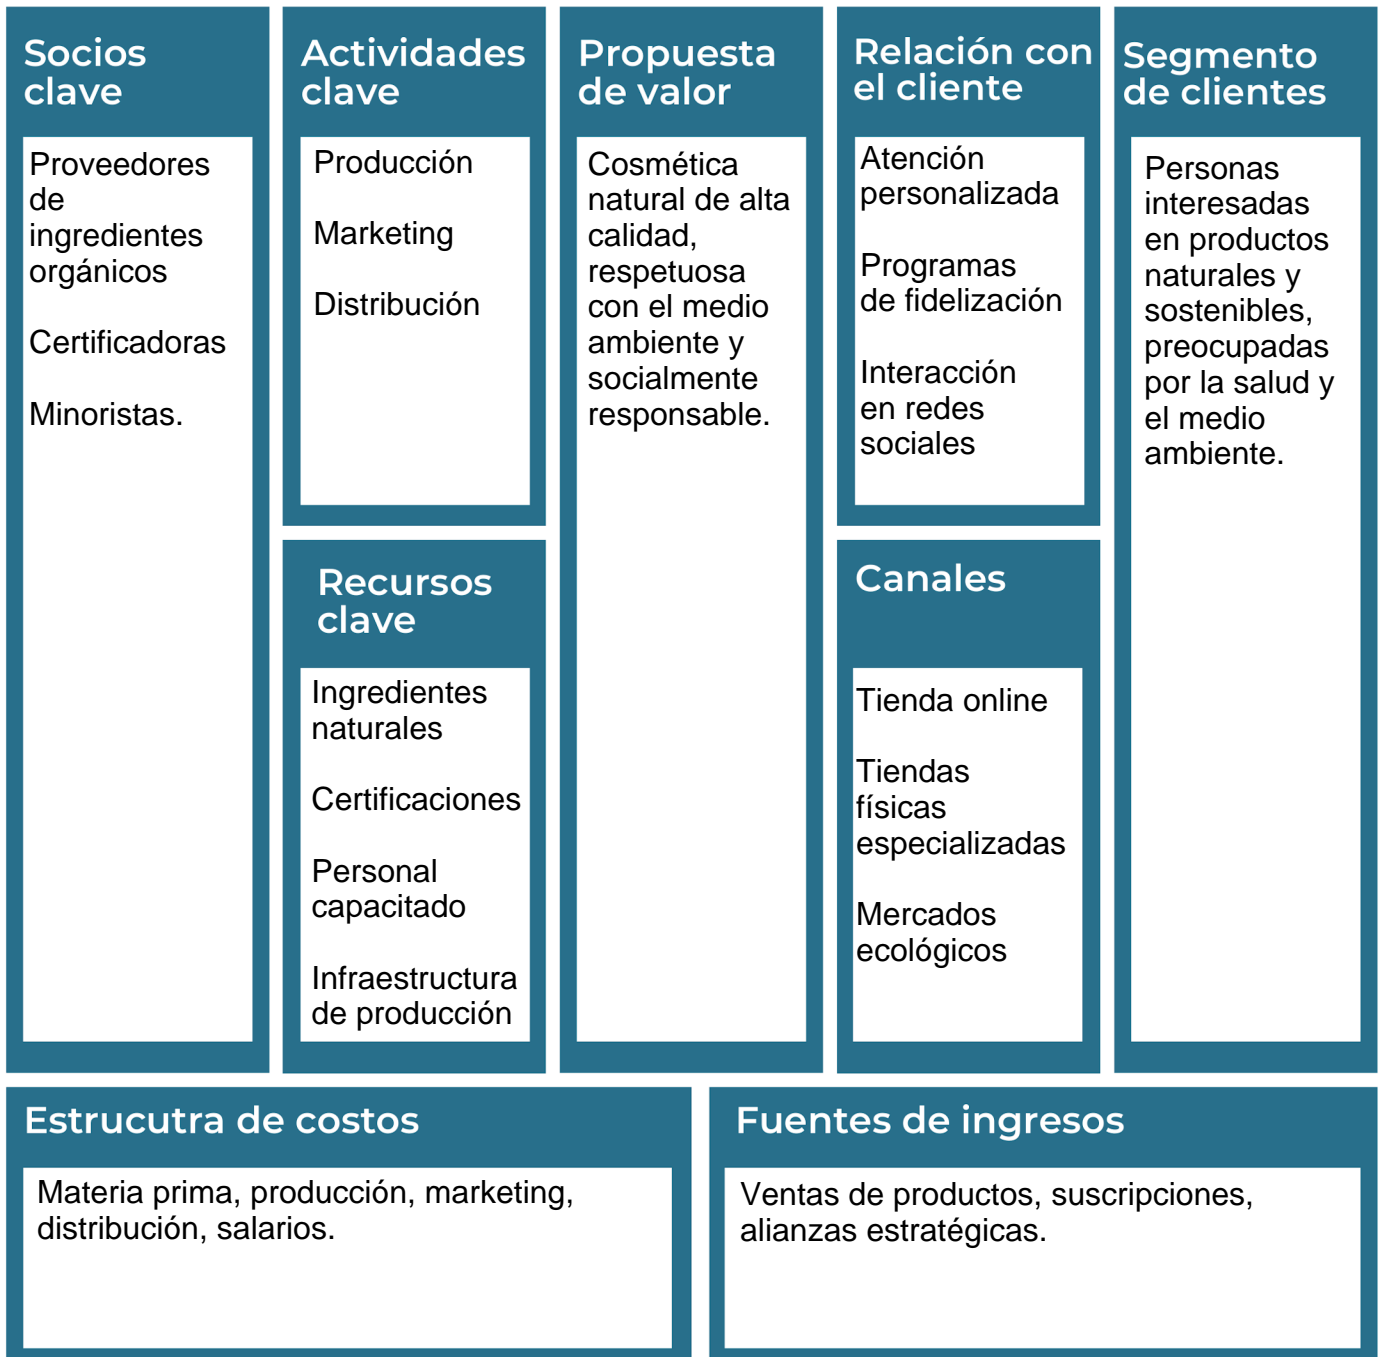 Socios
clave
Proveedores
de
ingredientes
orgánicos
Certificadoras
Minoristas.
Actividades
clave
Producción
Marketing
Distribución
Recursos
clave
Ingredientes
naturales
Certificaciones
Personal
capacitado
Infraestructura
de producción
Propuesta
de valor
Cosmética
natural de alta
calidad,
respetuosa
con el medio
ambiente y
socialmente
responsable.
Relación con
el cliente
Atención
personalizada
Programas
de fidelización
Interacción
en redes
sociales
Canales
Tienda online
Tiendas
físicas
especializadas
Mercados
ecológicos
Segmento
de clientes
Personas
interesadas
en productos
naturales y
sostenibles,
preocupadas
por la salud y
el medio
ambiente.
Estrucutra de costos
Materia prima, producción, marketing,
distribución, salarios.
Fuentes de ingresos
Ventas de productos, suscripciones,
alianzas estratégicas.